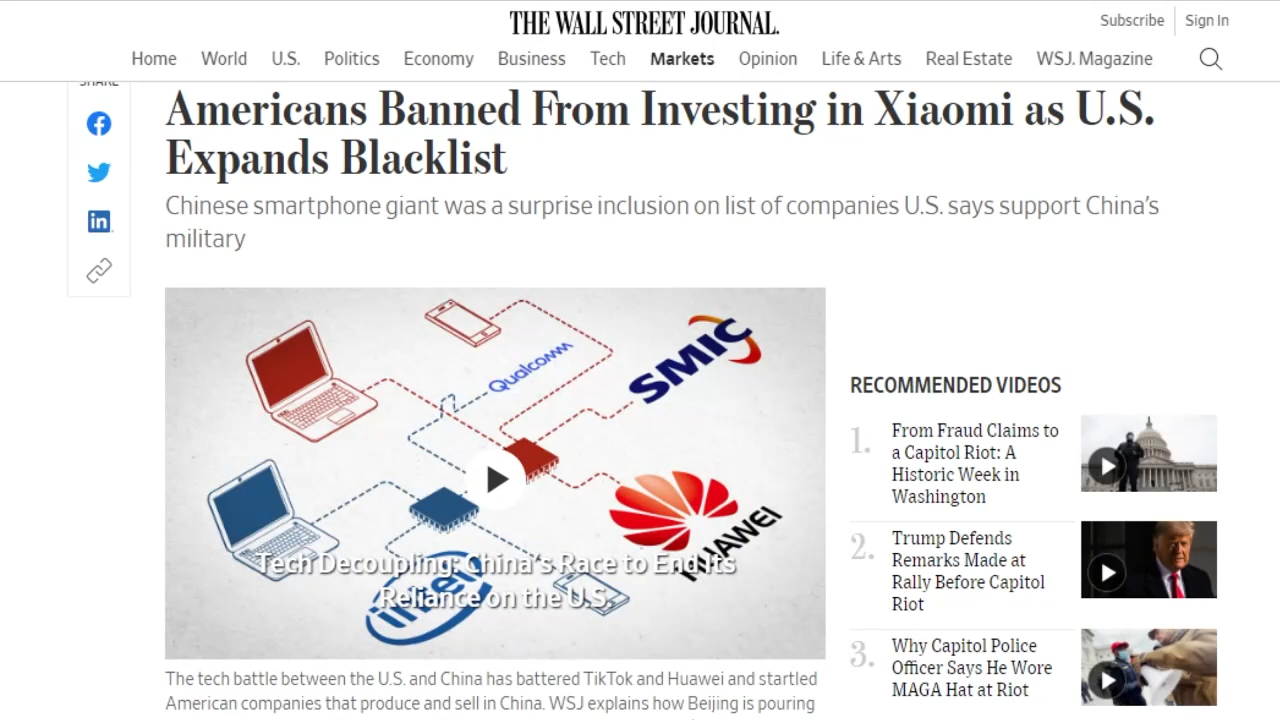 THE WALL STREET JOURNAL.
Subscribe
Sign In
Home World U.S. Politics Economy Business Tech Markets Opinion Life & Arts Real Estate WSJ. Magazine
SHARE
Americans Banned From Investing in Xiaomi as U.S.
Expands Blacklist
Chinese smartphone giant was a surprise inclusion on list of companies U.S. says support China's
military
Qualcomm
SMIC
HUAWEI
intel
Tech Decoupling: China's Race to End Its
Reliance on the U.S.
The tech battle between the U.S. and China has battered TikTok and Huawei and startled
American companies that produce and sell in China. WSJ explains how Beijing is pouring
RECOMMENDED VIDEOS
1.
From Fraud Claims to
a Capitol Riot: A
Historic Week in
Washington
2.
Trump Defends
Remarks Made at
Rally Before Capitol
Riot
3.
Why Capitol Police
Officer Says He Wore
MAGA Hat at Riot